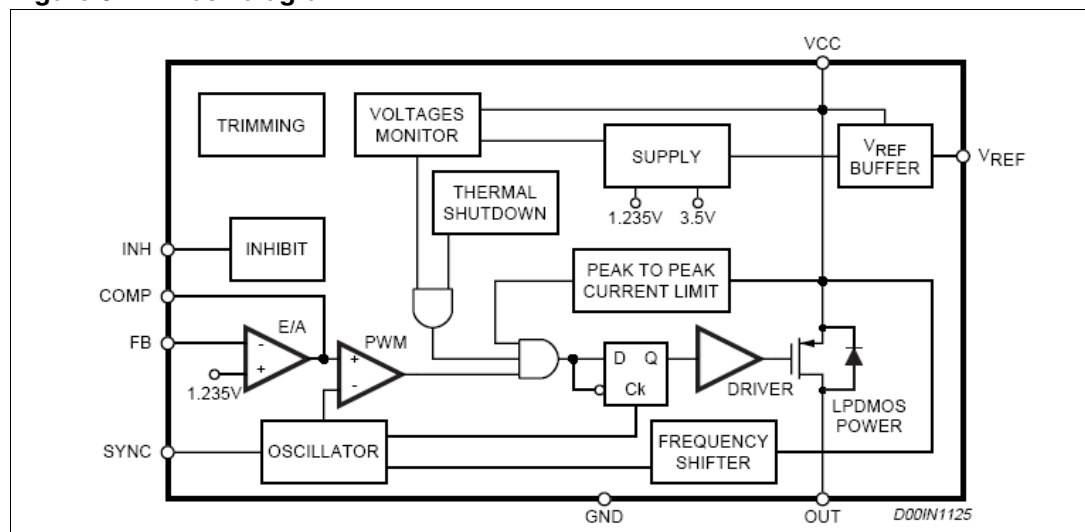 VCC
TRIMMING
VOLTAGES
MONITOR
SUPPLY
VREF
BUFFER
VREF
1.235V
3.5V
THERMAL
SHUTDOWN
INH
INHIBIT
PEAK TO PEAK
CURRENT LIMIT
COMP
FB
E/A
-
+
1.235V
PWM
+
-
D Q
Ck
DRIVER
LPDMOS
POWER
SYNC
OSCILLATOR
FREQUENCY
SHIFTER
GND
OUT
D00IN1125